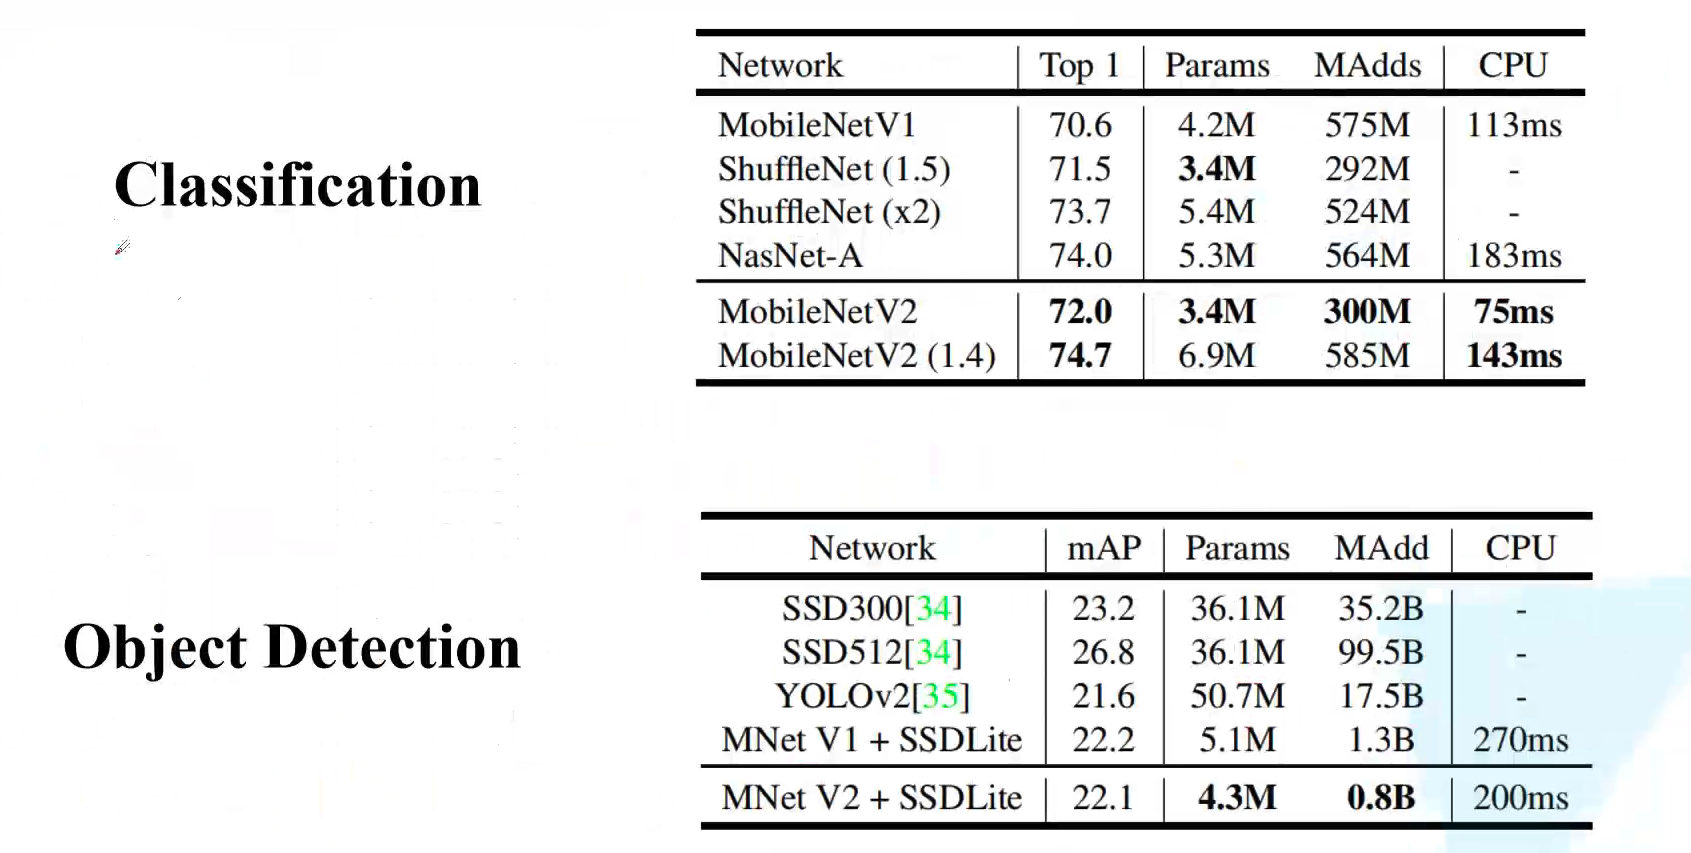 Classification
Network Top 1 Params MAdds CPU
MobileNetV1 70.6 4.2M 575M 113ms
ShuffleNet (1.5) 71.5 3.4M 292M -
ShuffleNet (x2) 73.7 5.4M 524M -
NasNet-A 74.0 5.3M 564M 183ms
MobileNetV2 72.0 3.4M 300M 75ms
MobileNetV2 (1.4) 74.7 6.9M 585M 143ms
Object Detection
Network mAP Params MAdd CPU
SSD300[34] 23.2 36.1M 35.2B -
SSD512[34] 26.8 36.1M 99.5B -
YOLOv2[35] 21.6 50.7M 17.5B -
MNet V1 + SSDLite 22.2 5.1M 1.3B 270ms
MNet V2 + SSDLite 22.1 4.3M 0.8B 200ms